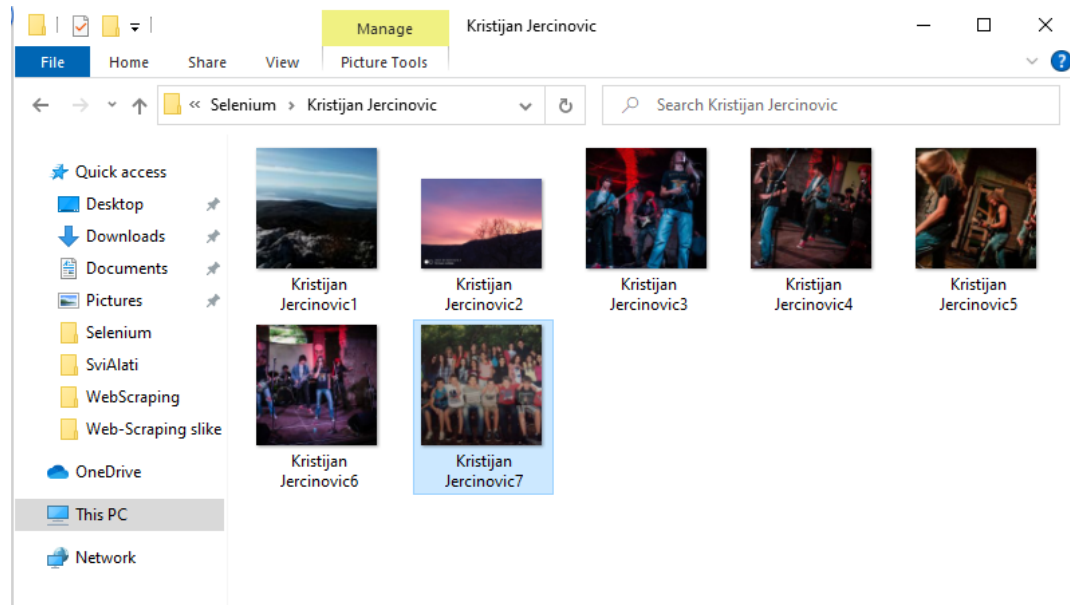 Manage
Kristijan Jercinovic
File
Home
Share
View
Picture Tools
?
« Selenium > Kristijan Jercinovic
Search Kristijan Jercinovic
Quick access
Desktop
Downloads
Documents
Pictures
Selenium
SviAlati
WebScraping
Web-Scraping slike
OneDrive
This PC
Network
Kristijan
Jercinovic1
Kristijan
Jercinovic2
Kristijan
Jercinovic3
Kristijan
Jercinovic4
Kristijan
Jercinovic5
Kristijan
Jercinovic6
Kristijan
Jercinovic7